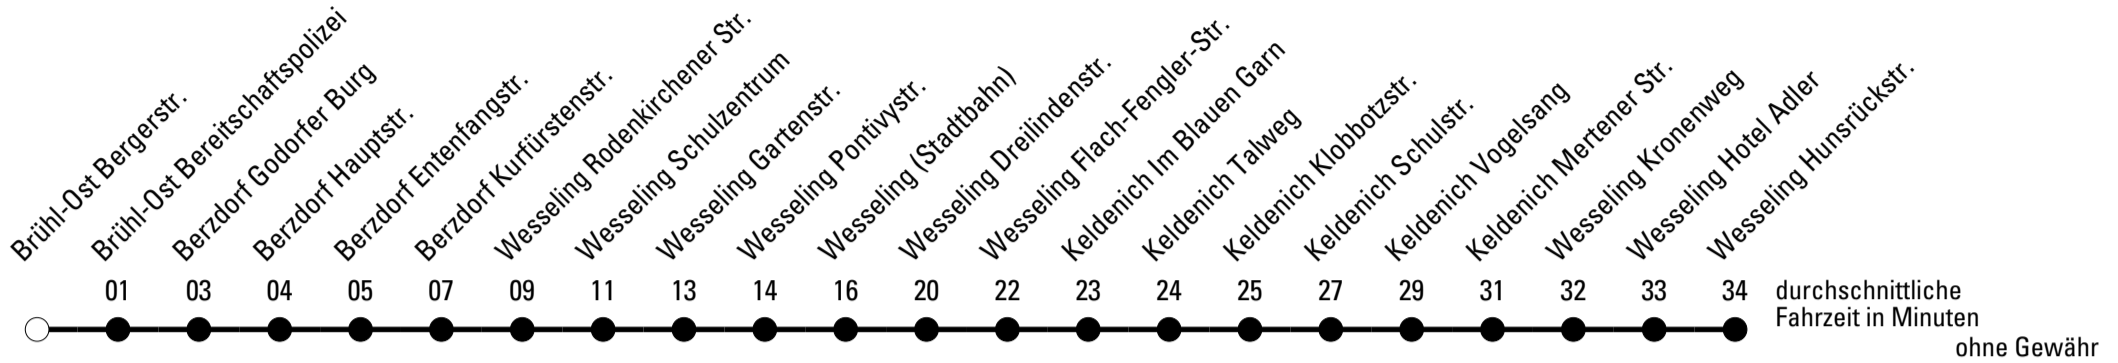 Brühl-Ost Bergerstr.
Brühl-Ost Bereitschaftspolizei
Berzdorf Godorfer Burg
Berzdorf Hauptstr.
Berzdorf Entenfangstr.
Berzdorf Kurfürstenstr.
Wesseling Rodenkirchener Str.
Wesseling Schulzentrum
Wesseling Gartenstr.
Wesseling Pontivystr.
Wesseling (Stadtbahn)
Wesseling Dreilindenstr.
Wesseling Flach-Fengler-Str.
Keldenich Im Blauen Garn
Keldenich Talweg
Keldenich Klobbotzstr.
Keldenich Schulstr.
Keldenich Vogelsang
Keldenich Mertener Str.
Wesseling Kronenweg
Wesseling Hotel Adler
Wesseling Hunsrückstr.
01 03 04 05 07 09 11 13 14 16 20 22 23 24 25 27 29 31 32 33 34
durchschnittliche
Fahrzeit in Minuten
ohne Gewähr